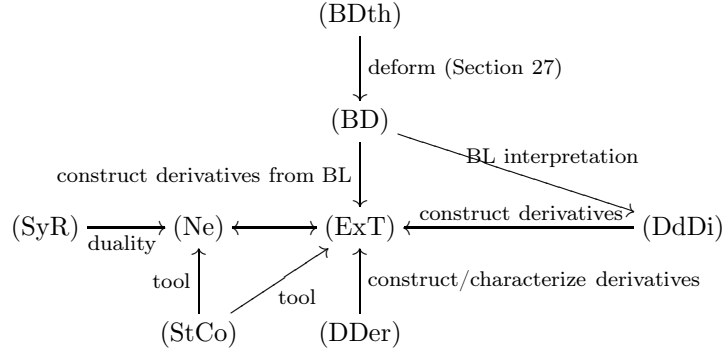 (BDth)
deform (Section 27)
(BD)
BL interpretation
construct derivatives from BL
construct derivatives
(SyR) (Ne) (ExT) (DdDi)
duality
tool tool construct/characterize derivatives
(StCo) (DDer)